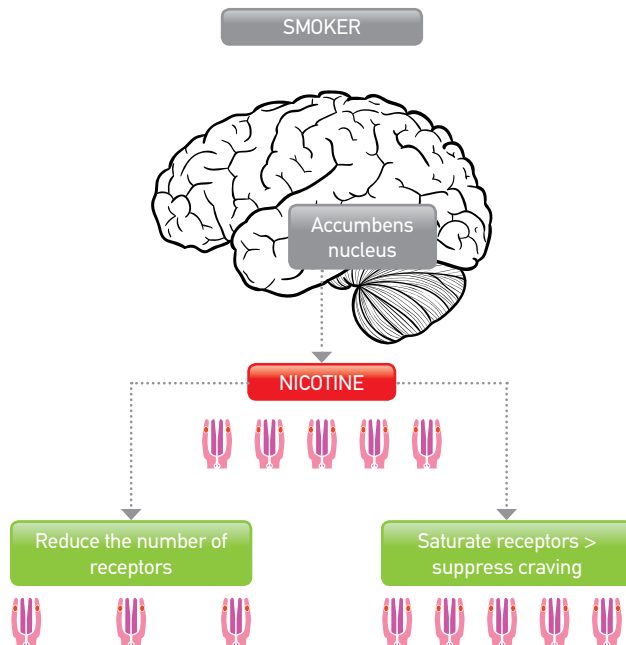 SMOKER
Accumbens
nucleus
NICOTINE
Reduce the number of
receptors
Saturate receptors >
suppress craving